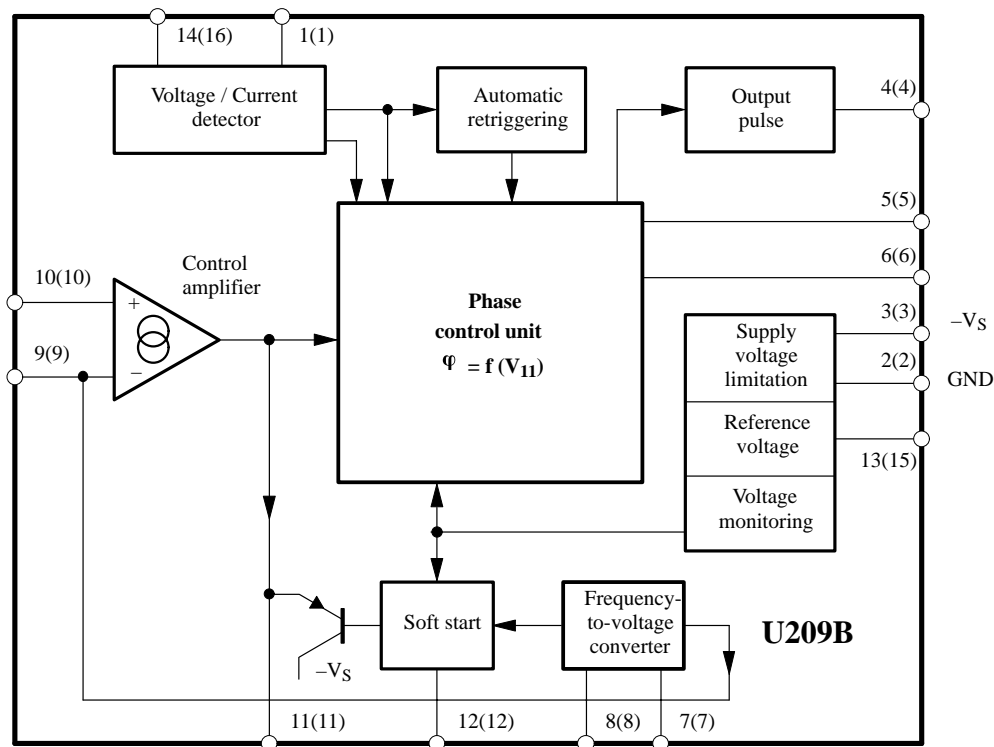 14(16)
1(1)
Voltage / Current
detector
Automatic
retriggering
Output
pulse
4(4)
5(5)
6(6)
Control
amplifier
10(10)
+
9(9)
−
Phase
control unit
φ = f (V11)
Supply
voltage
limitation
3(3)
–VS
2(2)
GND
Reference
voltage
13(15)
Voltage
monitoring
Soft start
Frequency-
to-voltage
converter
U209B
–VS
11(11)
12(12)
8(8)
7(7)